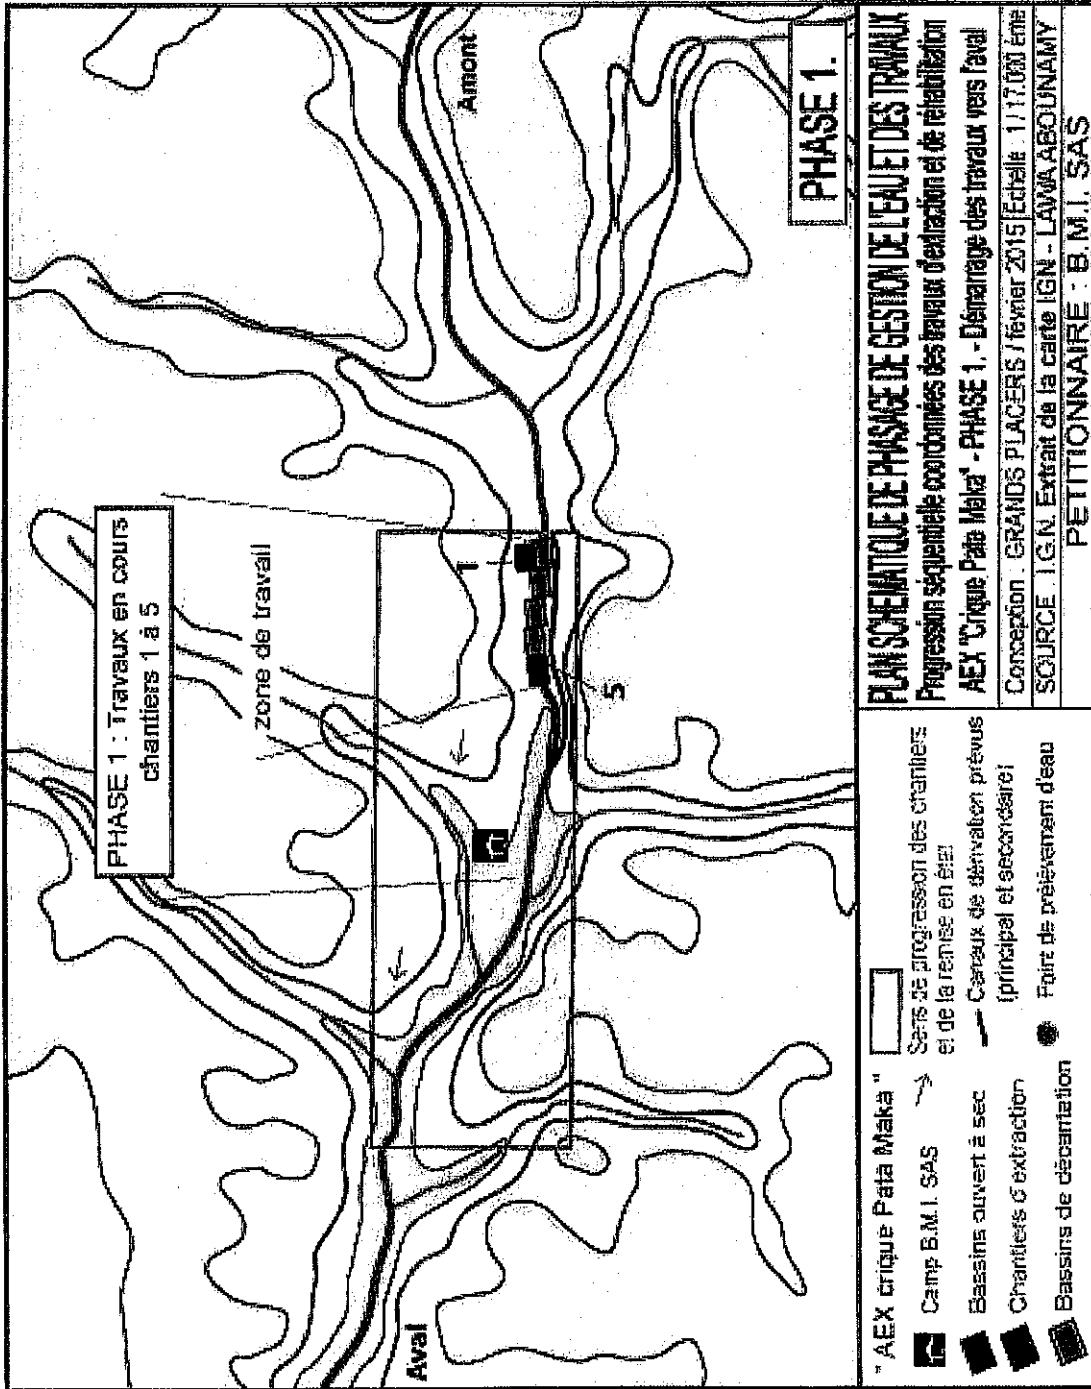 Amont
PHASE 1 : Travaux en cours
chantiers 1 à 5
zone de travail
1
5
Aval
PHASE 1.
"AEX crique Pata Maka"
Camp B.M.I. SAS
Sens de progression des chantiers
et de la remise en état
Bassins ouvert à sec
Canaux de dérivation prévus
(principal et secondaire)
Chantiers d'extraction
Bassins de décantation
Point de prélèvement d'eau
PLAN SCHEMATIQUE DE PHASAGE DE GESTION DE L'EAU ET DES TRAVAUX
Progression séquentielle coordonnées des travaux d'extraction et de réhabilitation
AEX "Crique Pata Maka" - PHASE 1. - Démarrage des travaux vers l'aval
Conception : GRANDS PLACERS / février 2015 Echelle : 1 / 17.000 ème
SOURCE : I.G.N. Extrait de la carte IGN - LAWA ABOUNAMY
PETITIONNAIRE : B.M.I. SAS